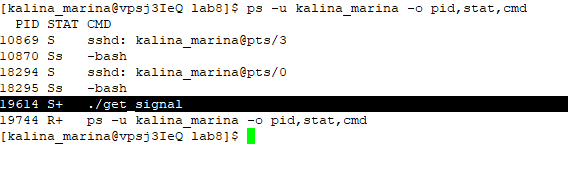 [kalina_marina@vpsj3IeQ lab8]$ ps -u kalina_marina -o pid,stat,cmd
  PID STAT CMD
10869 S    sshd: kalina_marina@pts/3
10870 Ss   -bash
18294 S    sshd: kalina_marina@pts/0
18295 Ss   -bash
19614 S+   ./get_signal
19744 R+   ps -u kalina_marina -o pid,stat,cmd
[kalina_marina@vpsj3IeQ lab8]$